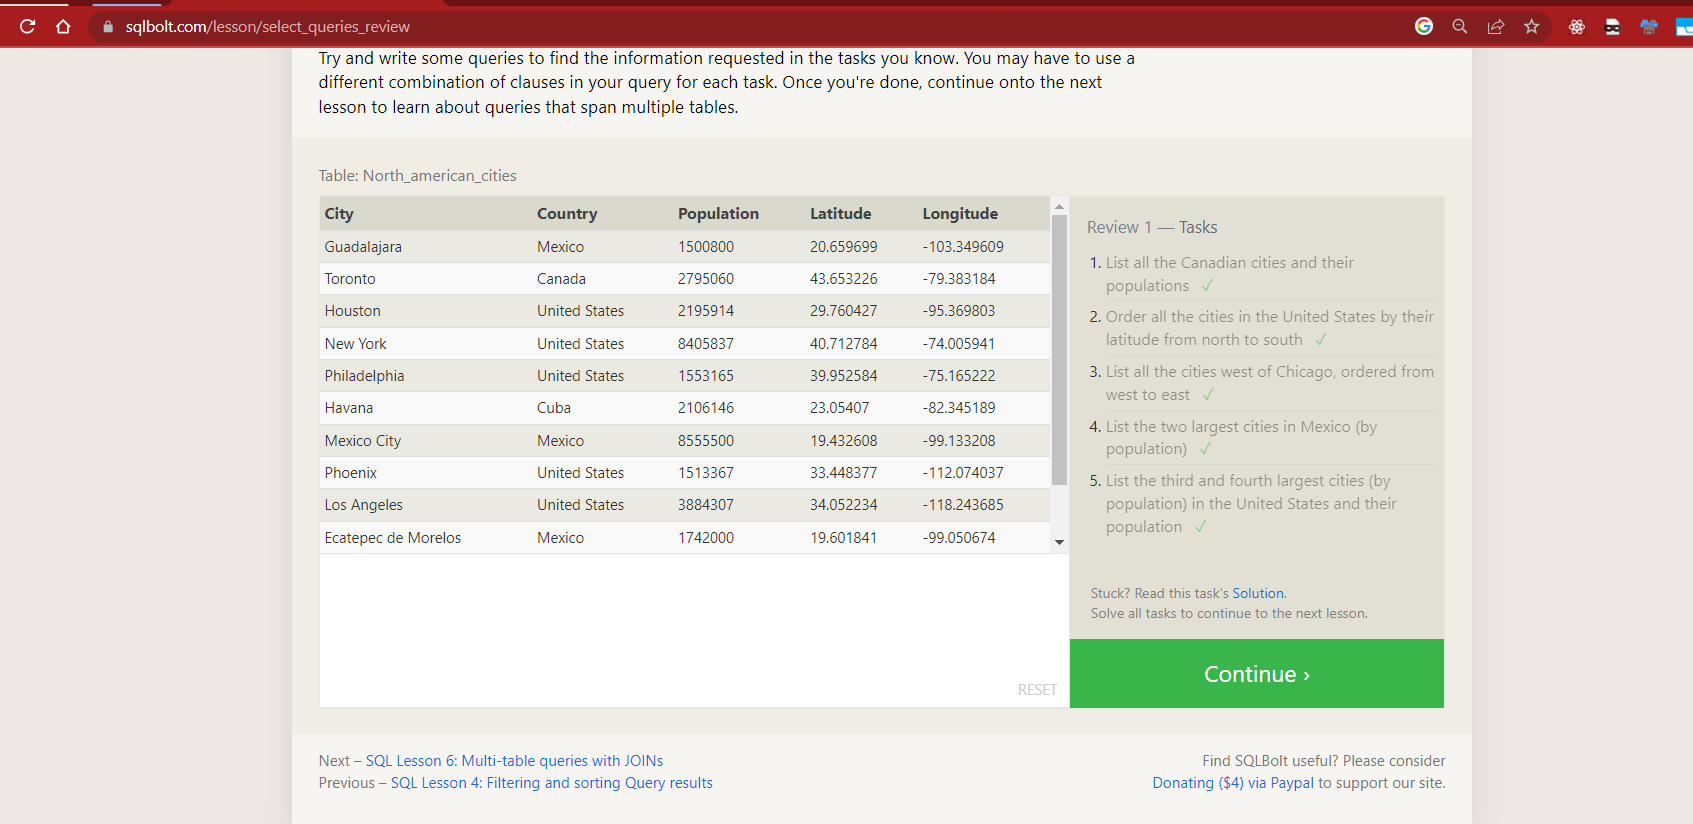 sqlbolt.com/lesson/select_queries_review
Try and write some queries to find the information requested in the tasks you know. You may have to use a
different combination of clauses in your query for each task. Once you're done, continue onto the next
lesson to learn about queries that span multiple tables.
Table: North_american_cities
City Country Population Latitude Longitude
Guadalajara Mexico 1500800 20.659699 -103.349609
Toronto Canada 2795060 43.653226 -79.383184
Houston United States 2195914 29.760427 -95.369803
New York United States 8405837 40.712784 -74.005941
Philadelphia United States 1553165 39.952584 -75.165222
Havana Cuba 2106146 23.05407 -82.345189
Mexico City Mexico 8555500 19.432608 -99.133208
Phoenix United States 1513367 33.448377 -112.074037
Los Angeles United States 3884307 34.052234 -118.243685
Ecatepec de Morelos Mexico 1742000 19.601841 -99.050674
RESET
Review 1 — Tasks
1. List all the Canadian cities and their
populations ✓
2. Order all the cities in the United States by their
latitude from north to south ✓
3. List all the cities west of Chicago, ordered from
west to east ✓
4. List the two largest cities in Mexico (by
population) ✓
5. List the third and fourth largest cities (by
population) in the United States and their
population ✓
Stuck? Read this task's Solution.
Solve all tasks to continue to the next lesson.
Continue ›
Next – SQL Lesson 6: Multi-table queries with JOINs
Previous – SQL Lesson 4: Filtering and sorting Query results
Find SQLBolt useful? Please consider
Donating ($4) via Paypal to support our site.